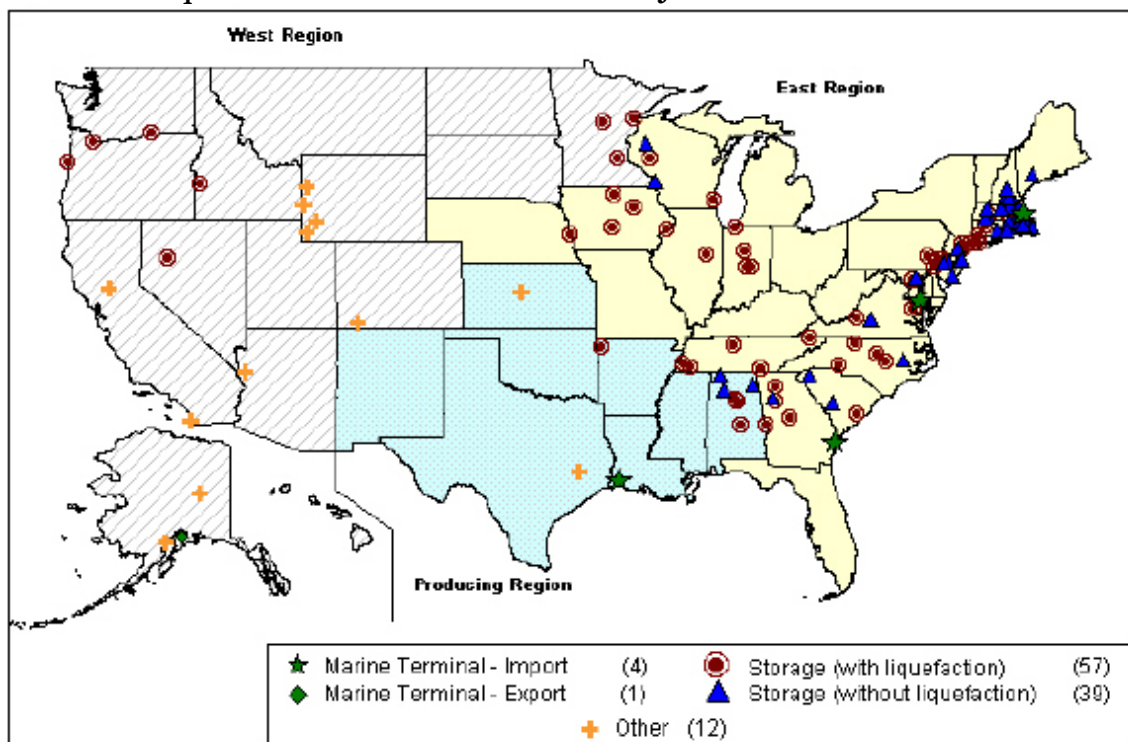 West Region
East Region
Producing Region
Marine Terminal - Import (4)
Storage (with liquefaction) (57)
Marine Terminal - Export (1)
Storage (without liquefaction) (39)
Other (12)